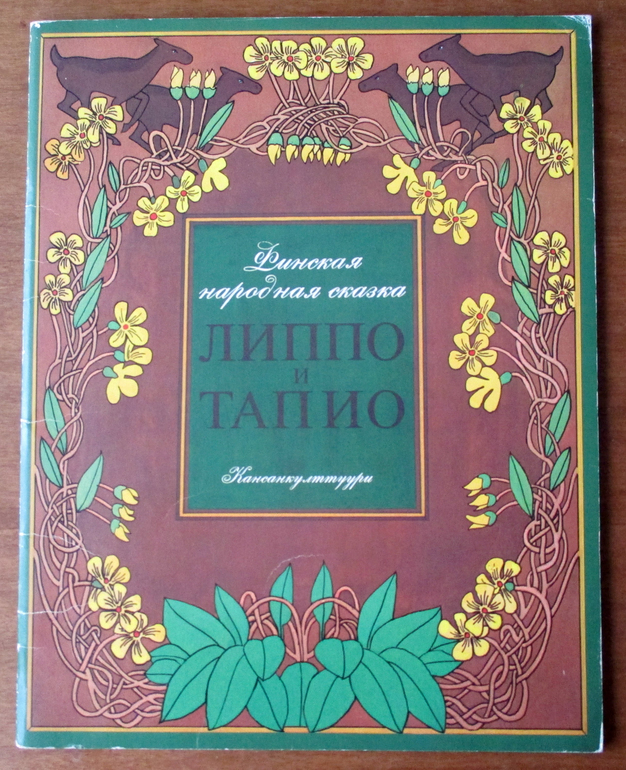 Финская
народная сказка
ЛИППО
и
ТАПИО
Кансанкулттуури